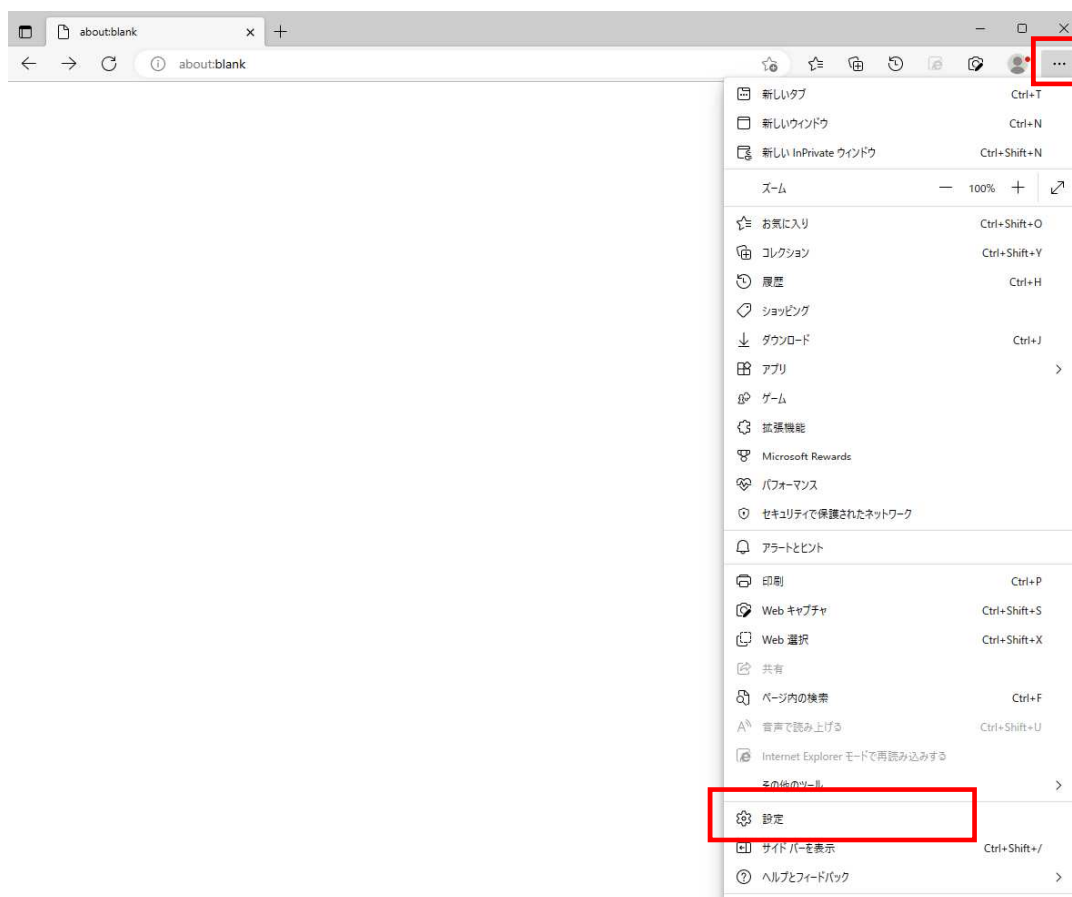 about:blank
about:blank
新しいタブ Ctrl+T
新しいウィンドウ Ctrl+N
新しい InPrivate ウィンドウ Ctrl+Shift+N
ズーム 100%
お気に入り Ctrl+Shift+O
コレクション Ctrl+Shift+Y
履歴 Ctrl+H
ショッピング
ダウンロード Ctrl+J
アプリ
ゲーム
拡張機能
Microsoft Rewards
パフォーマンス
セキュリティで保護されたネットワーク
アラートとヒント
印刷 Ctrl+P
Web キャプチャ Ctrl+Shift+S
Web 選択 Ctrl+Shift+X
共有
ページ内の検索 Ctrl+F
音声で読み上げる Ctrl+Shift+U
Internet Explorer モードで再読み込みする
その他のツール
設定
サイド バーを表示 Ctrl+Shift+/
ヘルプとフィードバック